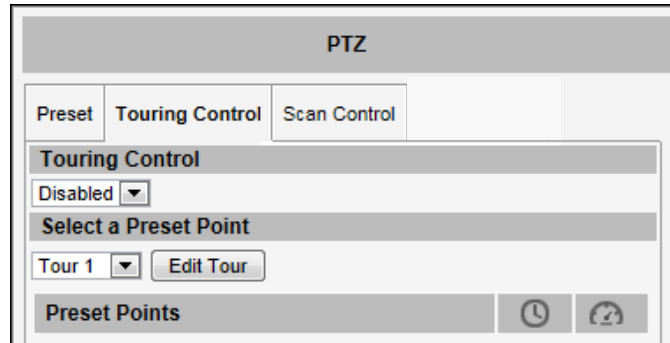 PTZ
Preset Touring Control Scan Control
Touring Control
Disabled
Select a Preset Point
Tour 1 Edit Tour
Preset Points